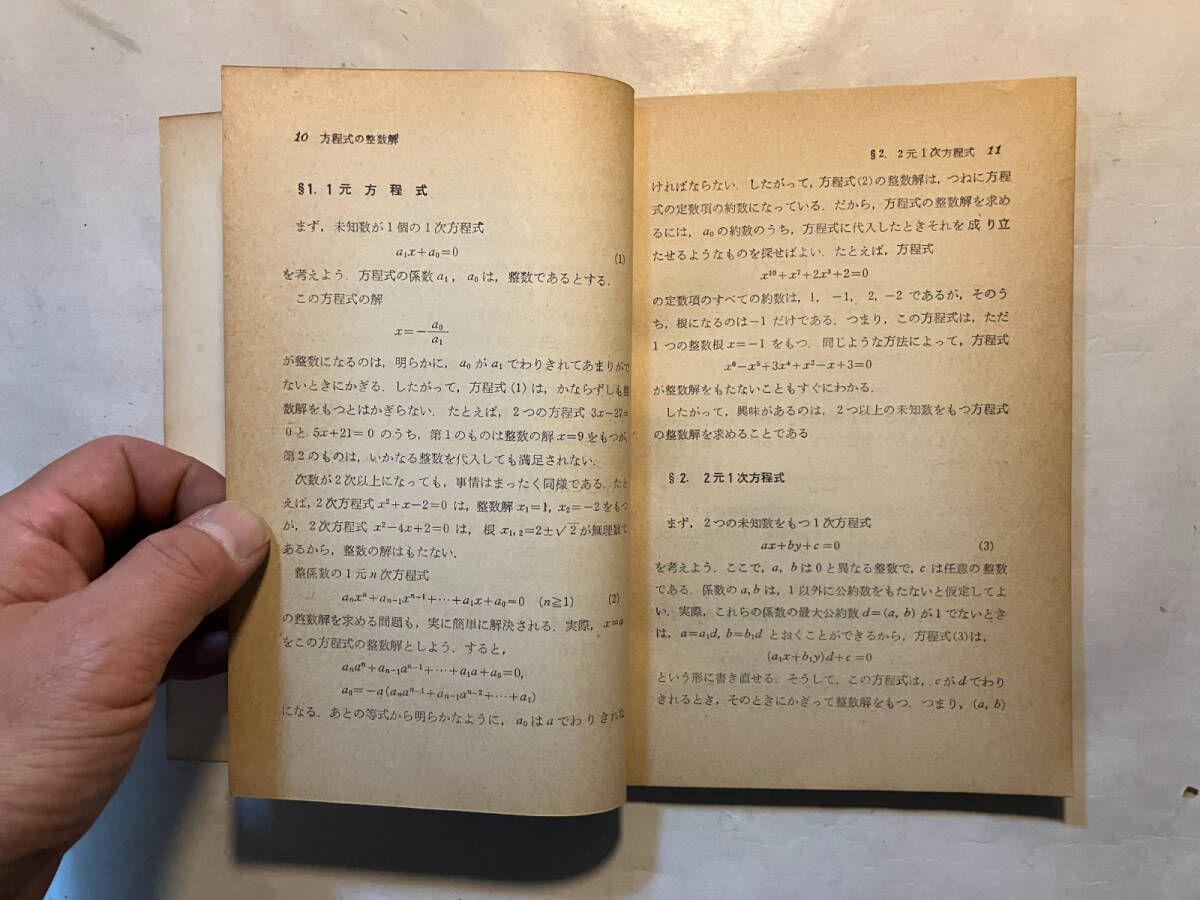 10 方程式の整数解
§1. 1元方程式
まず，未知数が1個の1次方程式
a₁x+a₀=0 (1)
を考えよう．方程式の係数 a₁， a₀ は，整数であるとする．
この方程式の解
x=-a₀/a₁
が整数になるのは，明らかに， a₀ が a₁ でわりきれてあまりがで
ないときにかぎる．したがって，方程式 (1) は，かならずしも整
数解をもつとはかぎらない．たとえば，2つの方程式 3x-27=
0 と 5x+21=0 のうち，第1のものは整数の解 x=9 をもつが，
第2のものは，いかなる整数を代入しても満足されない．
次数が2次以上になっても，事情はまったく同様である．たと
えば，2次方程式 x²+x-2=0 は，整数解 x₁=1, x₂=-2 をもつ
が，2次方程式 x²-4x+2=0 は，根 x₁,₂=2±√2 が無理数で
あるから，整数の解はもたない．
整係数の1元n次方程式
aₙxⁿ+aₙ₋₁xⁿ⁻¹+⋯+a₁x+a₀=0 (n≧1) (2)
の整数解を求める問題も，実に簡単に解決される．実際，x=a
をこの方程式の整数解としよう．すると，
aₙaⁿ+aₙ₋₁aⁿ⁻¹+⋯+a₁a+a₀=0,
a₀=-a(aₙaⁿ⁻¹+aₙ₋₁aⁿ⁻²+⋯+a₁)
になる．あとの等式から明らかなように， a₀ は a でわりきれな
§2. 2元1次方程式 11
ければならない．したがって，方程式(2)の整数解は，つねに方程
式の定数項の約数になっている．だから，方程式の整数解を求め
るには， a₀ の約数のうち，方程式に代入したときそれを成り立
たせるようなものを探せばよい．たとえば，方程式
x¹⁰+x⁷+2x³+2=0
の定数項のすべての約数は，1, -1, 2, -2 であるが，そのう
ち，根になるのは-1だけである．つまり，この方程式は，ただ
1つの整数根 x=-1 をもつ．同じような方法によって，方程式
x⁶-x⁵+3x⁴+x²-x+3=0
が整数解をもたないこともすぐにわかる．
したがって，興味があるのは，2つ以上の未知数をもつ方程式
の整数解を求めることである
§2. 2元1次方程式
まず，2つの未知数をもつ1次方程式
ax+by+c=0 (3)
を考えよう．ここで，a, b は0と異なる整数で，c は任意の整数
である．係数の a, b は，1以外に公約数をもたないと仮定してよ
い．実際，これらの係数の最大公約数 d=(a, b) が1でないとき
は，a=a₁d, b=b₁d とおくことができるから，方程式(3)は，
(a₁x+b₁y)d+c=0
という形に書き直せる．そうして，この方程式は，c が d でわり
きれるとき，そのときにかぎって整数解をもつ．つまり，(a, b)